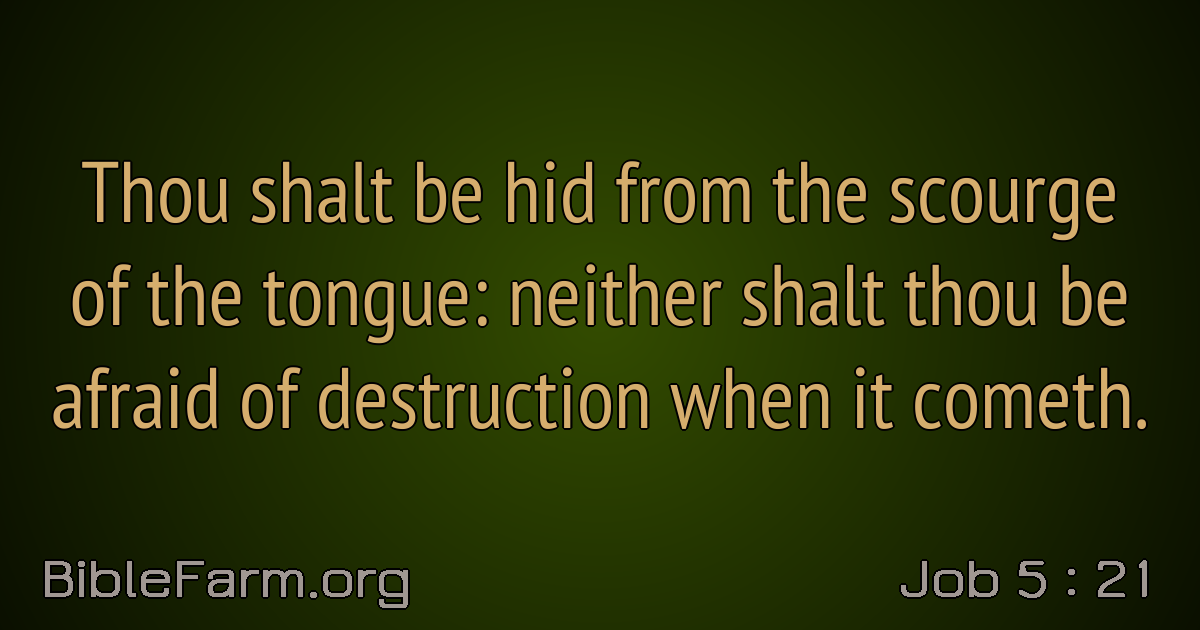 Thou shalt be hid from the scourge
of the tongue: neither shalt thou be
afraid of destruction when it cometh.
BibleFarm.org
Job 5 : 21